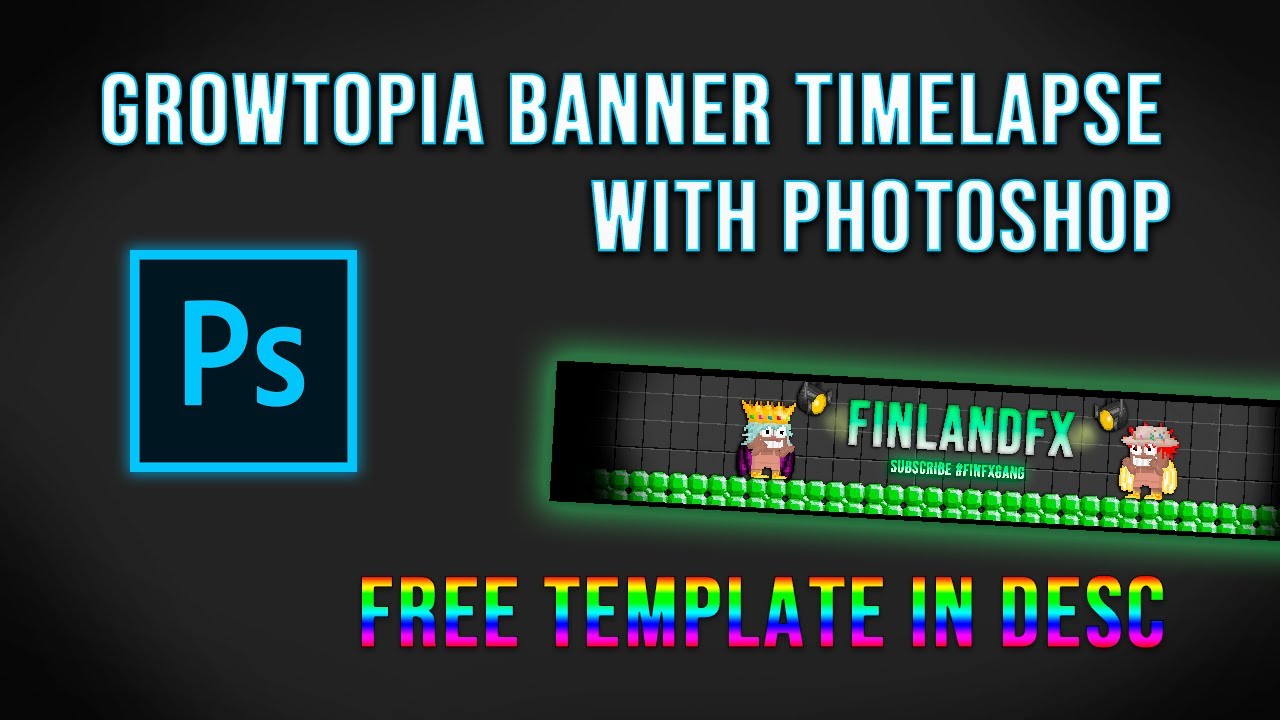 GROWTOPIA BANNER TIMELAPSE
WITH PHOTOSHOP
Ps
FINLANDFX
SUBSCRIBE #FINFXGANG
FREE TEMPLATE IN DESC